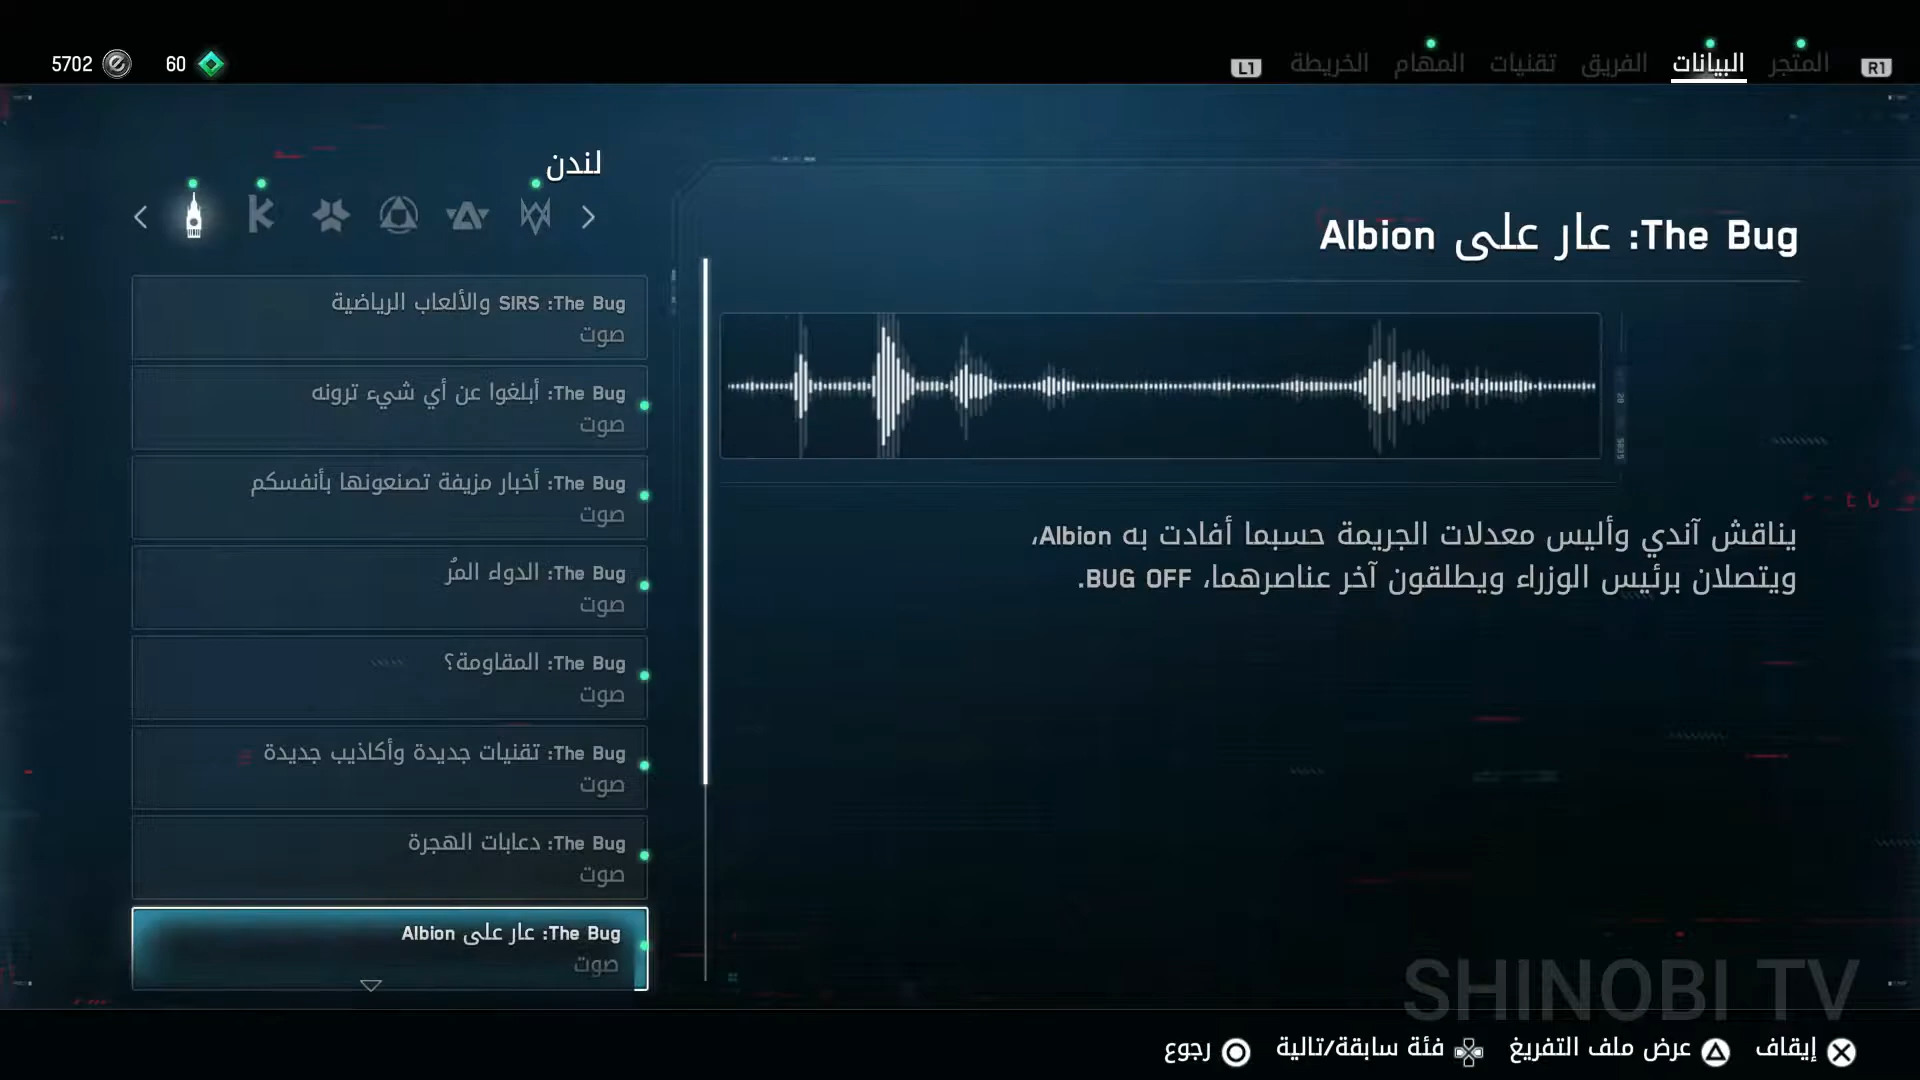 5702
60
L1
الخريطة
المهام
تقنيات
الفريق
البيانات
المتجر
R1
لندن
The Bug: SIRS والألعاب الرياضية
صوت
The Bug: أبلغوا عن أي شيء ترونه
صوت
The Bug: أخبار مزيفة تصنعونها بأنفسكم
صوت
The Bug: الدواء المُر
صوت
The Bug: المقاومة؟
صوت
The Bug: تقنيات جديدة وأكاذيب جديدة
صوت
The Bug: دعابات الهجرة
صوت
The Bug: عار على Albion
صوت
The Bug: عار على Albion
يناقش آندي وأليس معدلات الجريمة حسبما أفادت به Albion،
ويتصلان برئيس الوزراء ويطلقون آخر عناصرهما، BUG OFF.
SHINOBI TV
إيقاف
عرض ملف التفريغ
فئة سابقة/تالية
رجوع